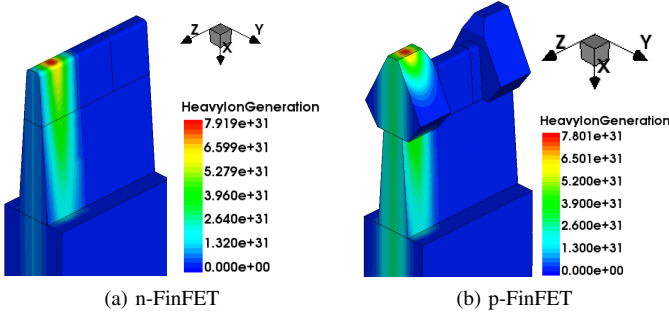 Z Y
X
HeavyIonGeneration
7.919e+31
6.599e+31
5.279e+31
3.960e+31
2.640e+31
1.320e+31
0.000e+00
(a) n-FinFET
Z Y
X
HeavyIonGeneration
7.801e+31
6.501e+31
5.200e+31
3.900e+31
2.600e+31
1.300e+31
0.000e+00
(b) p-FinFET